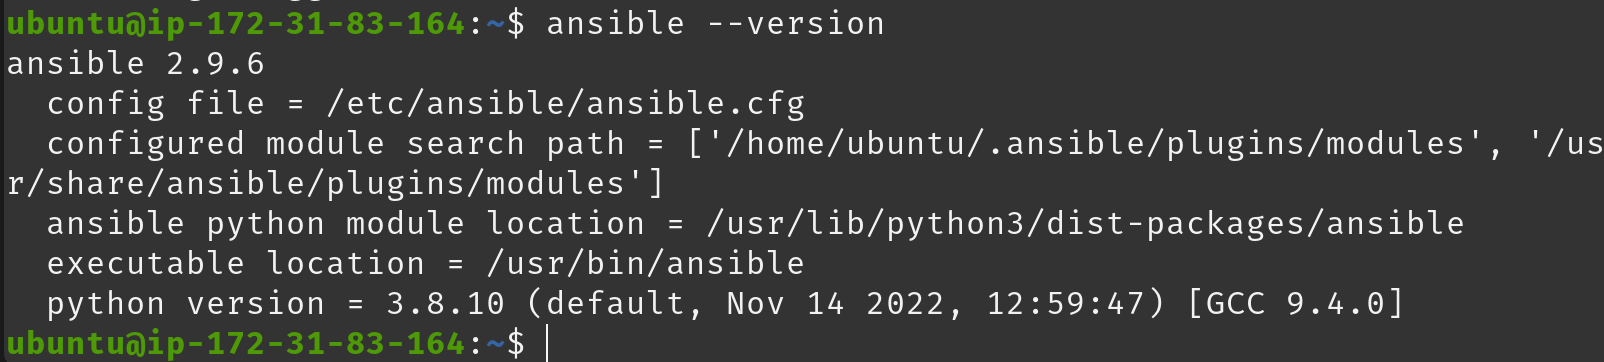 ubuntu@ip-172-31-83-164:~$ ansible --version
ansible 2.9.6
  config file = /etc/ansible/ansible.cfg
  configured module search path = ['/home/ubuntu/.ansible/plugins/modules', '/us
r/share/ansible/plugins/modules']
  ansible python module location = /usr/lib/python3/dist-packages/ansible
  executable location = /usr/bin/ansible
  python version = 3.8.10 (default, Nov 14 2022, 12:59:47) [GCC 9.4.0]
ubuntu@ip-172-31-83-164:~$